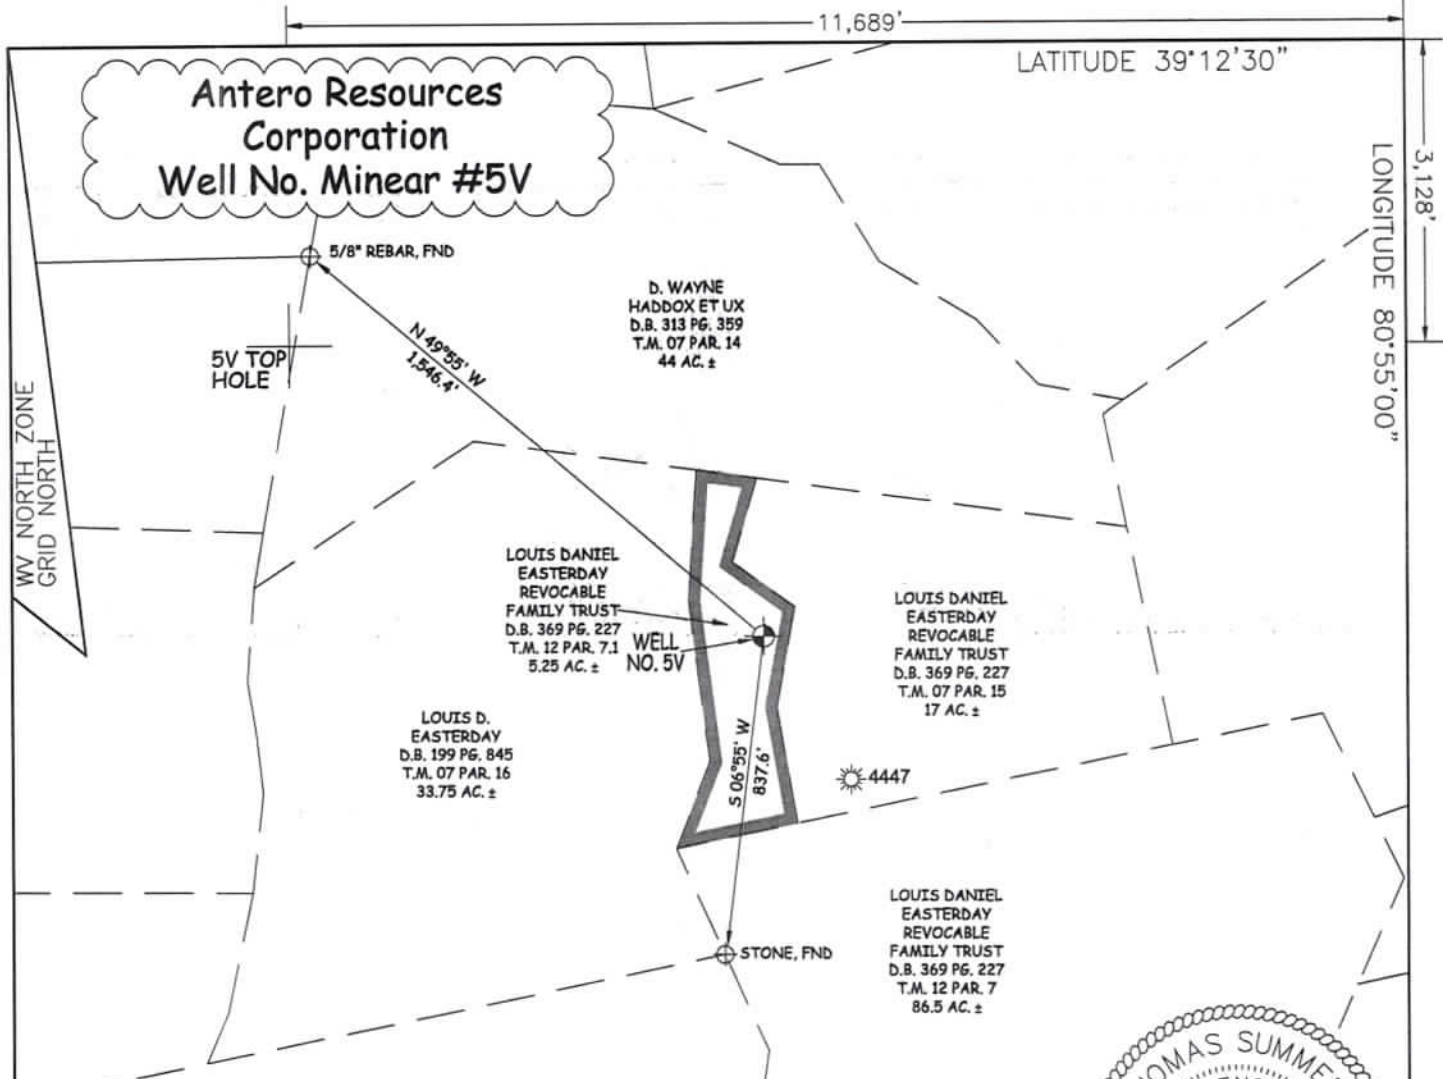 11,689'
LATITUDE 39°12'30"
Antero Resources
Corporation
Well No. Minear #5V
3,128'
LONGITUDE 80°55'00"
5/8" REBAR, FND
D. WAYNE
HADDOX ET UX
D.B. 313 PG. 359
T.M. 07 PAR. 14
44 AC. ±
N 49°55' W
1,546.4'
5V TOP
HOLE
WV NORTH ZONE
GRID NORTH
LOUIS DANIEL
EASTERDAY
REVOCABLE
FAMILY TRUST
D.B. 369 PG. 227
T.M. 12 PAR. 7.1
5.25 AC. ±
WELL
NO. 5V
LOUIS DANIEL
EASTERDAY
REVOCABLE
FAMILY TRUST
D.B. 369 PG. 227
T.M. 07 PAR. 15
17 AC. ±
LOUIS D.
EASTERDAY
D.B. 199 PG. 845
T.M. 07 PAR. 16
33.75 AC. ±
S 06°55' W
837.6'
4447
STONE, FND
LOUIS DANIEL
EASTERDAY
REVOCABLE
FAMILY TRUST
D.B. 369 PG. 227
T.M. 12 PAR. 7
86.5 AC. ±
OMAS SUMME